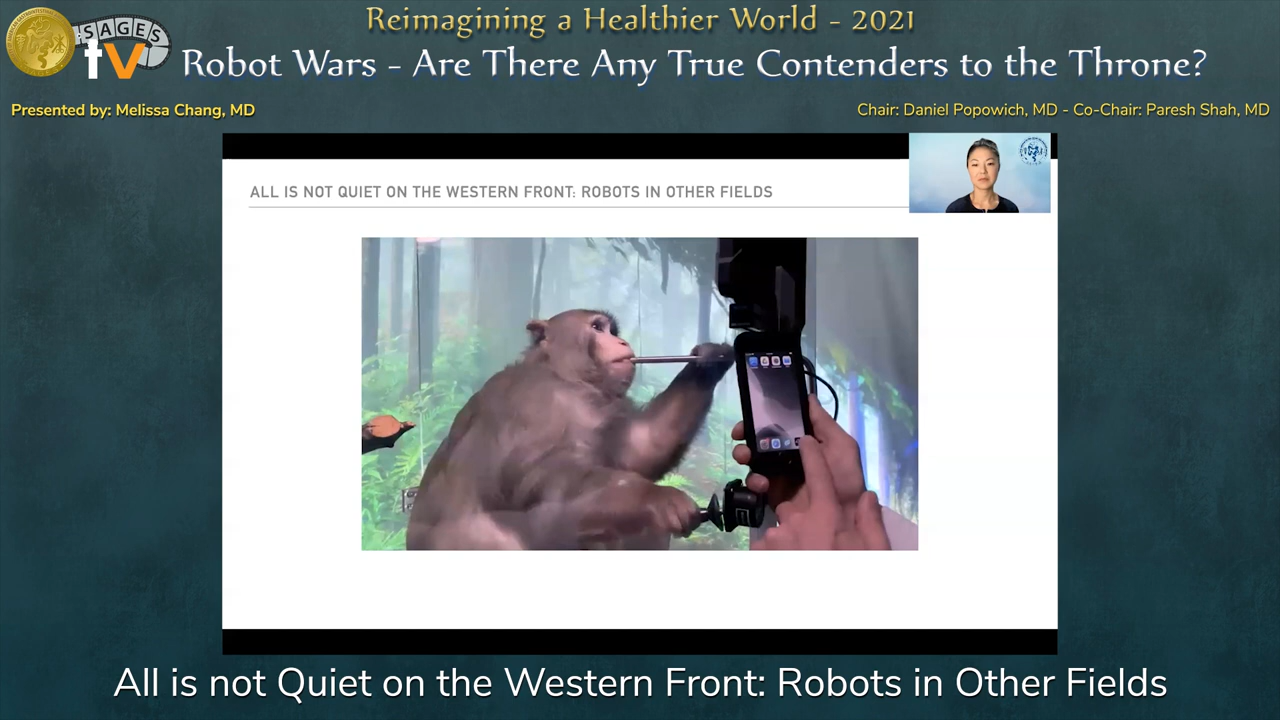 Reimagining a Healthier World - 2021
SAGES
tv
Robot Wars - Are There Any True Contenders to the Throne?
Presented by: Melissa Chang, MD
Chair: Daniel Popowich, MD - Co-Chair: Paresh Shah, MD
ALL IS NOT QUIET ON THE WESTERN FRONT: ROBOTS IN OTHER FIELDS
All is not Quiet on the Western Front: Robots in Other Fields